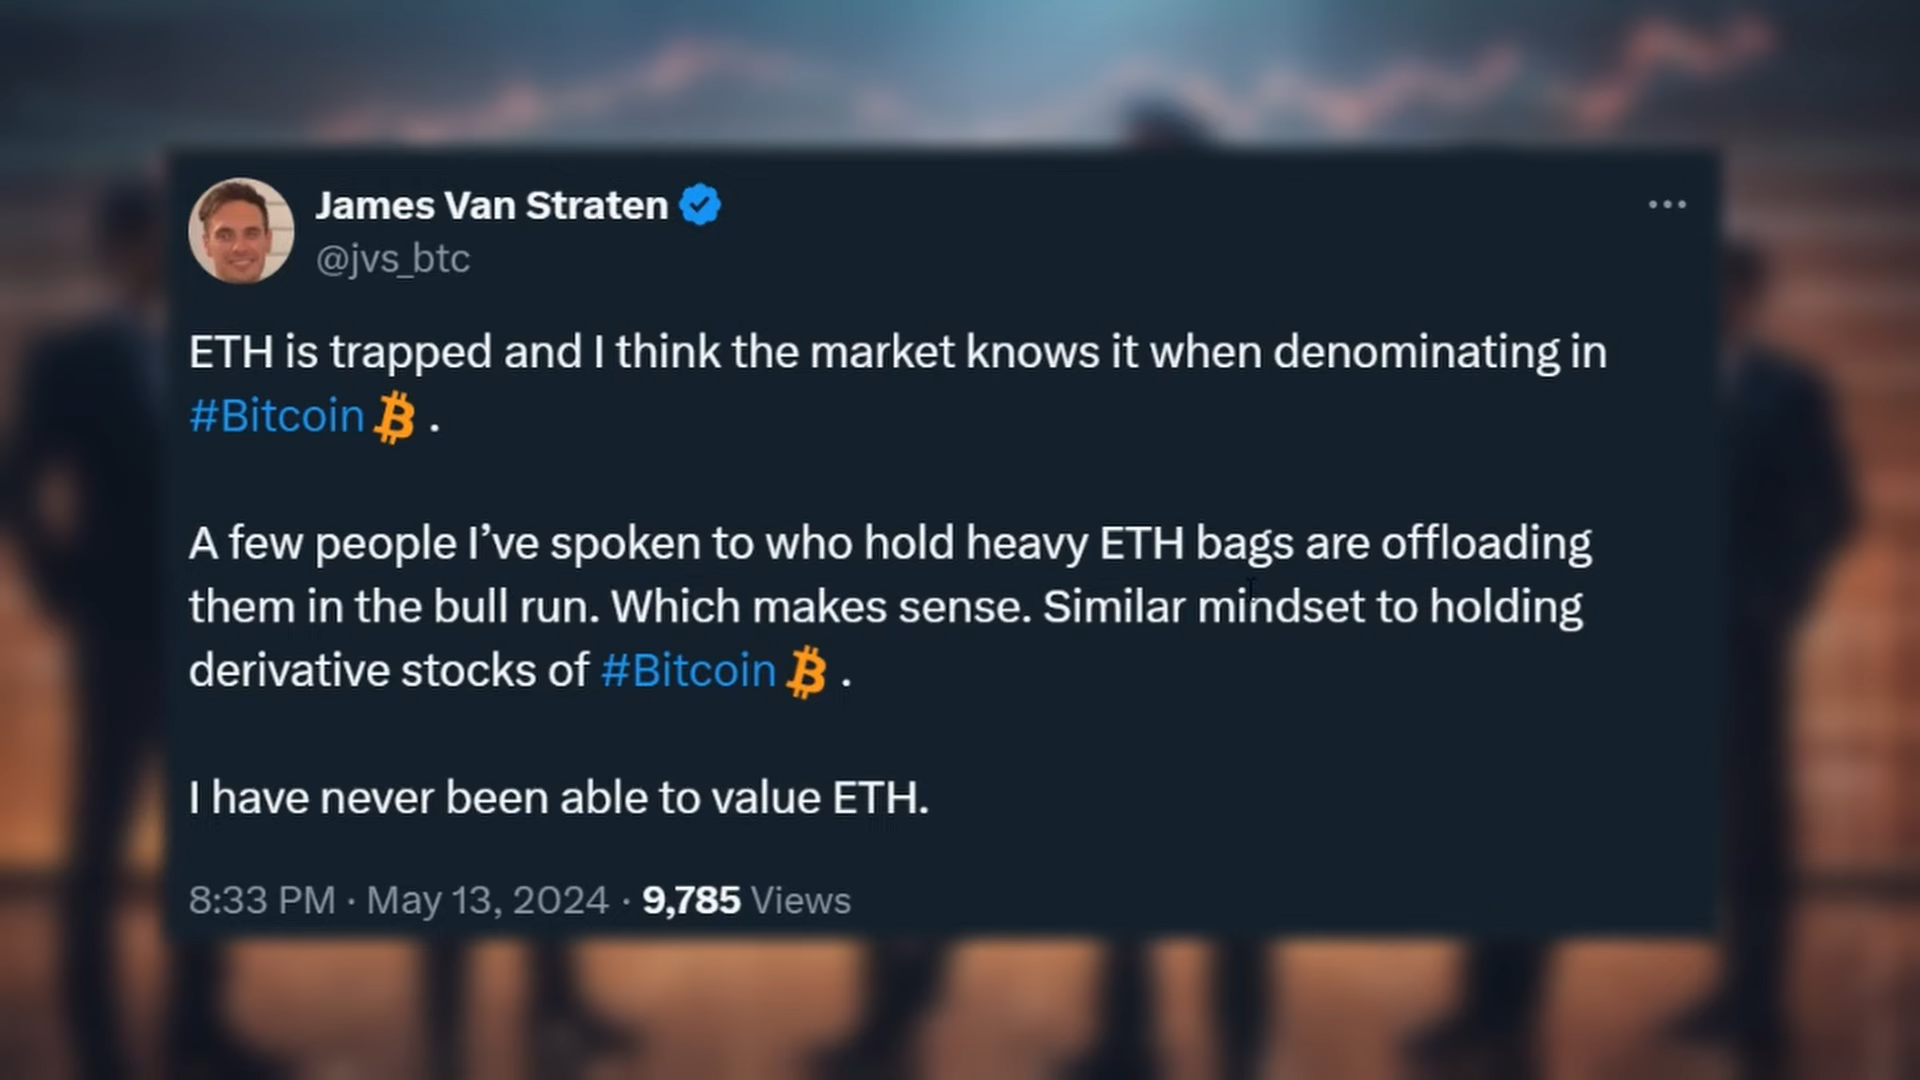 James Van Straten
@jvs_btc
ETH is trapped and I think the market knows it when denominating in
#Bitcoin .
A few people I’ve spoken to who hold heavy ETH bags are offloading
them in the bull run. Which makes sense. Similar mindset to holding
derivative stocks of #Bitcoin .
I have never been able to value ETH.
8:33 PM · May 13, 2024 · 9,785 Views